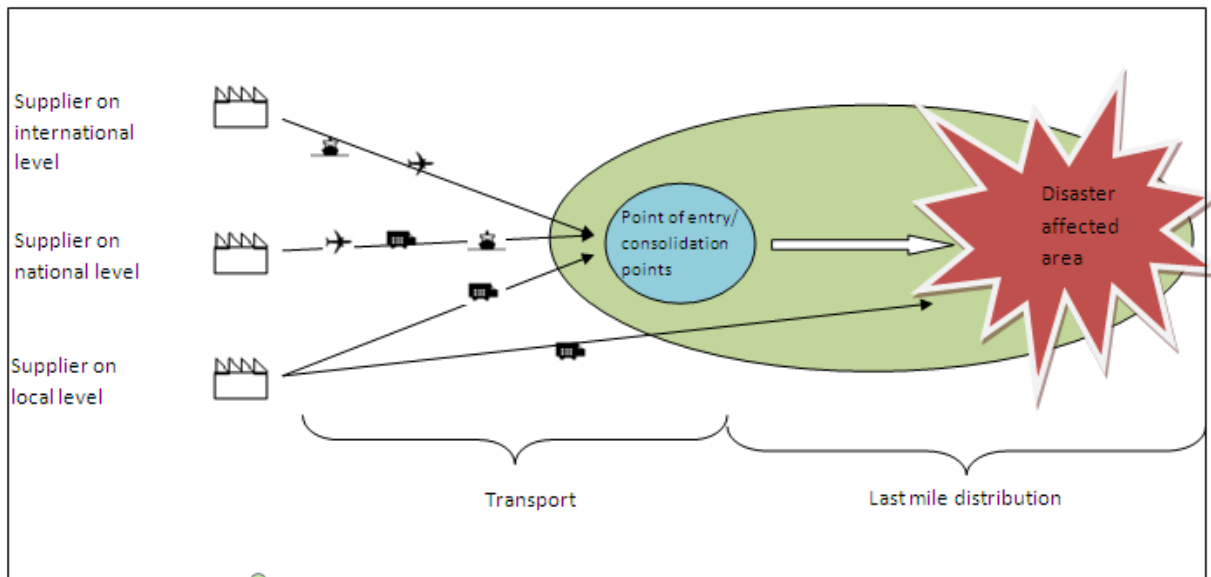 Supplier on
international
level
Supplier on
national level
Supplier on
local level
Point of entry/
consolidation
points
Disaster
affected
area
Transport
Last mile distribution